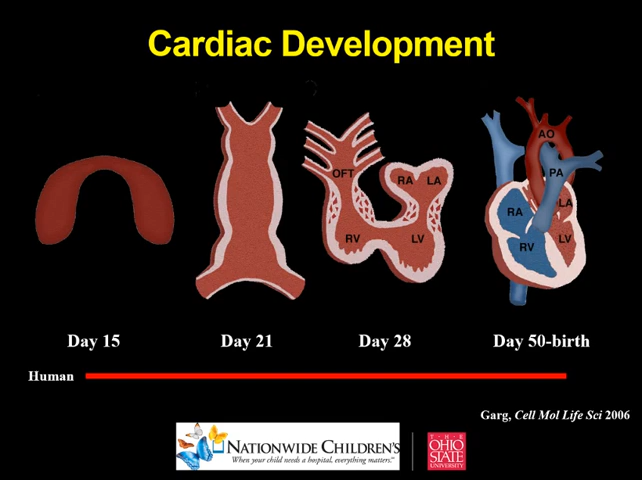 Cardiac Development
OFT
RA
LA
RV
LV
AO
PA
RA
LA
RV
LV
Day 15
Day 21
Day 28
Day 50-birth
Human
Garg, Cell Mol Life Sci 2006
NATIONWIDE CHILDREN'S
When your child needs a hospital, everything matters.™
THE
OHIO
STATE
UNIVERSITY